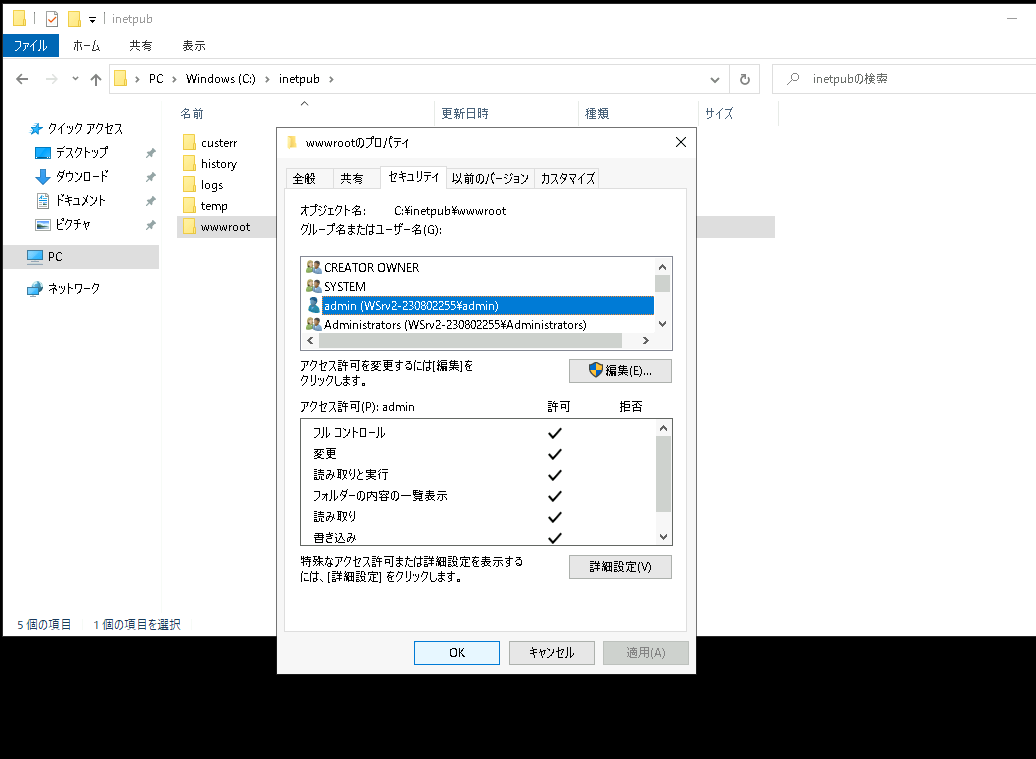 inetpub
ファイル ホーム 共有 表示
PC Windows (C:) inetpub
inetpubの検索
名前 更新日時 種類 サイズ
クイック アクセス
デスクトップ
ダウンロード
ドキュメント
ピクチャ
PC
ネットワーク
custerr
history
logs
temp
wwwroot
wwwrootのプロパティ
全般 共有 セキュリティ 以前のバージョン カスタマイズ
オブジェクト名: C:¥inetpub¥wwwroot
グループ名またはユーザー名(G):
CREATOR OWNER
SYSTEM
admin (WSrv2-230802255¥admin)
Administrators (WSrv2-230802255¥Administrators)
アクセス許可を変更するには[編集]を
クリックします。
編集(E)...
アクセス許可(P): admin 許可 拒否
フル コントロール
変更
読み取りと実行
フォルダーの内容の一覧表示
読み取り
書き込み
特殊なアクセス許可または詳細設定を表示する
には、[詳細設定] をクリックします。
詳細設定(V)
OK キャンセル 適用(A)
5 個の項目 1 個の項目を選択